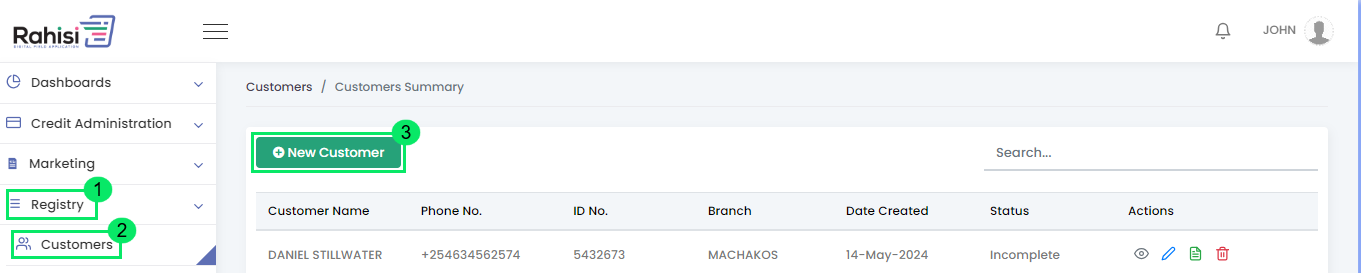 Rahisi
DIGITAL FIELD APPLICATION
JOHN
Dashboards
Customers / Customers Summary
Credit Administration
3
New Customer
Search...
Marketing
1
Registry
Customer Name Phone No. ID No. Branch Date Created Status Actions
2
Customers
DANIEL STILLWATER +254634562574 5432673 MACHAKOS 14-May-2024 Incomplete